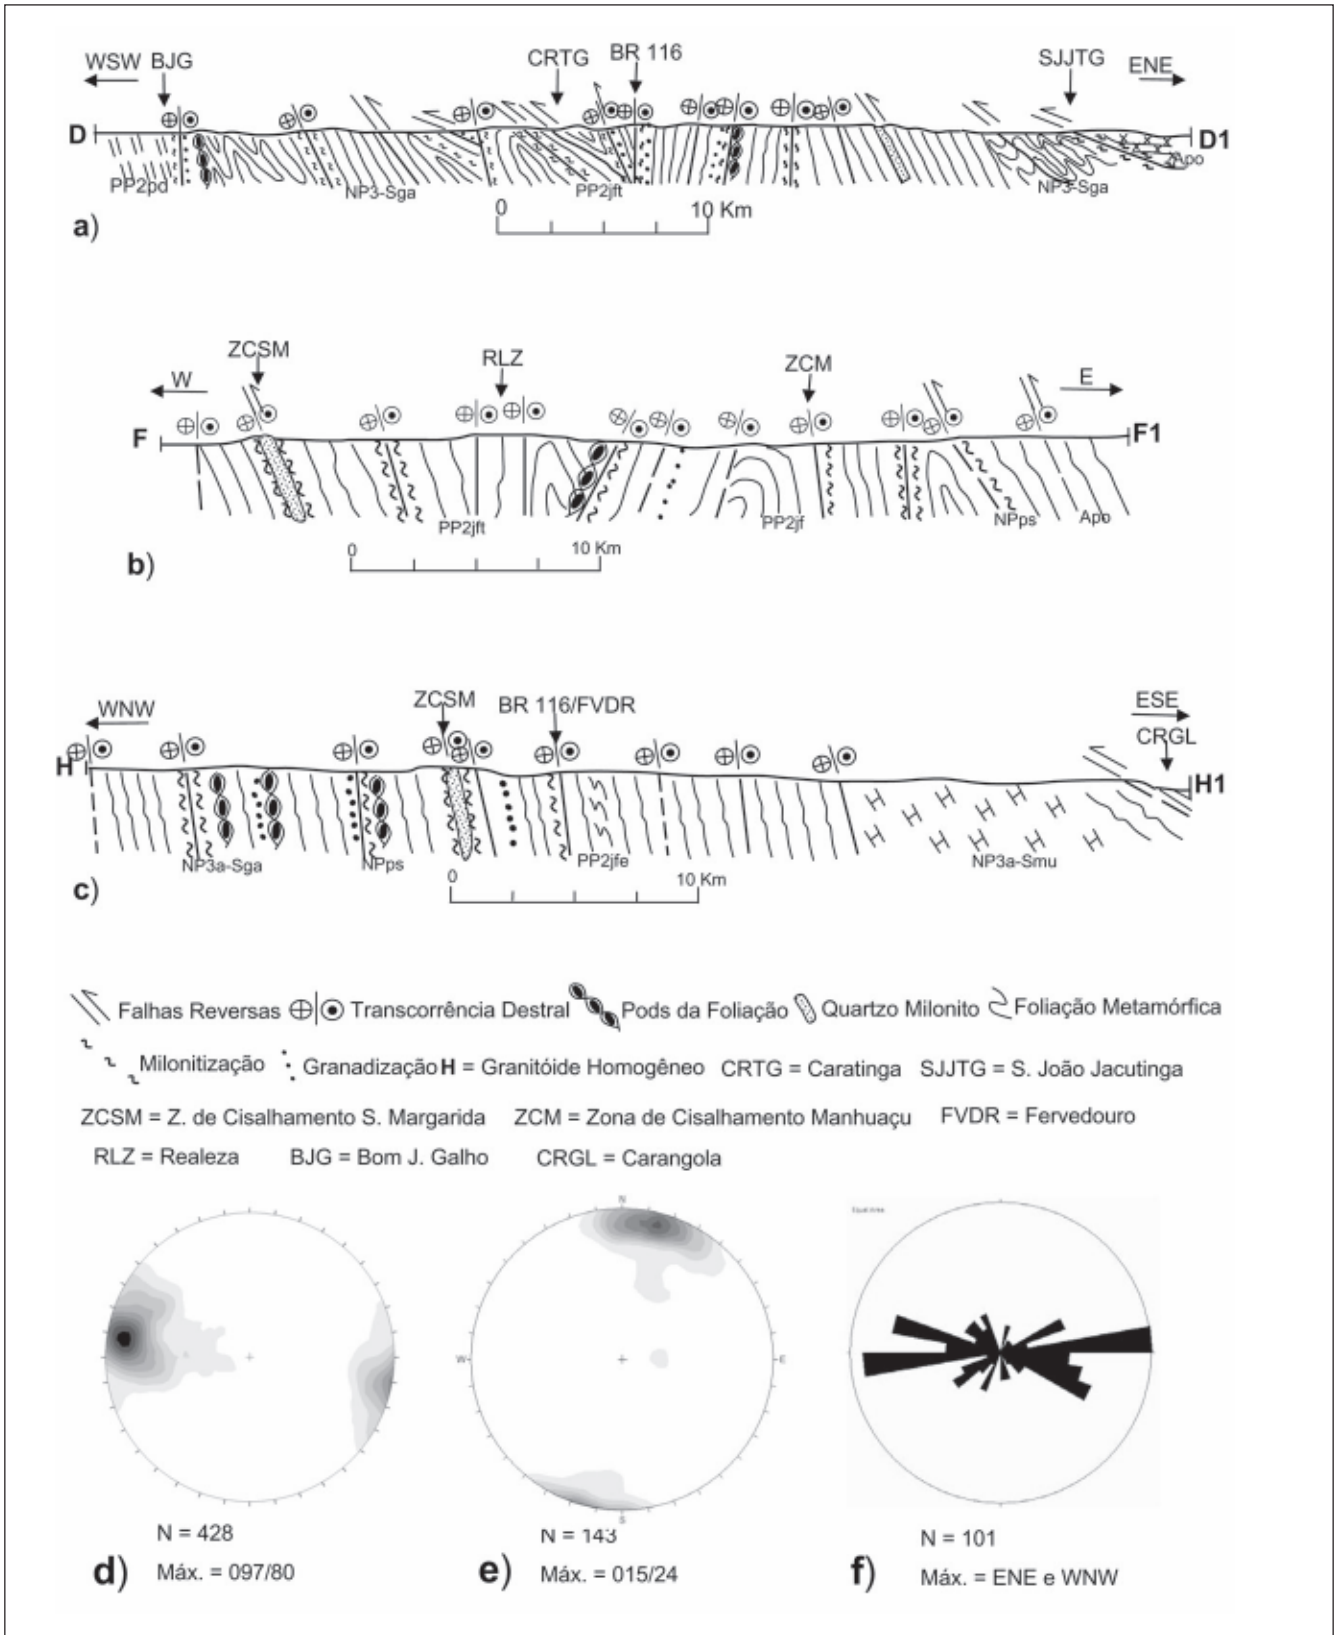 WSW BJG CRTG BR 116 SJJTG ENE
D D1
PP2pd NP3-Sga PP2jft NP3-Sga Apo
0 10 Km
a)
W ZCSM RLZ ZCM E
F F1
PP2jft PP2jf NPps Apo
0 10 Km
b)
WNW ZCSM BR 116/FVDR ESE
CRGL
H H1
NP3a-Sga NPps PP2jfe NP3a-Smu
0 10 Km
c)
Falhas Reversas Transcorrência Destral Pods da Foliação Quartzo Milonito Foliação Metamórfica
Milonitização Granadização H = Granitóide Homogêneo CRTG = Caratinga SJJTG = S. João Jacutinga
ZCSM = Z. de Cisalhamento S. Margarida ZCM = Zona de Cisalhamento Manhuaçu FVDR = Fervedouro
RLZ = Realeza BJG = Bom J. Galho CRGL = Carangola
N
W E
S
N = 428 N = 143 N = 101
d) Máx. = 097/80 e) Máx. = 015/24 f) Máx. = ENE e WNW